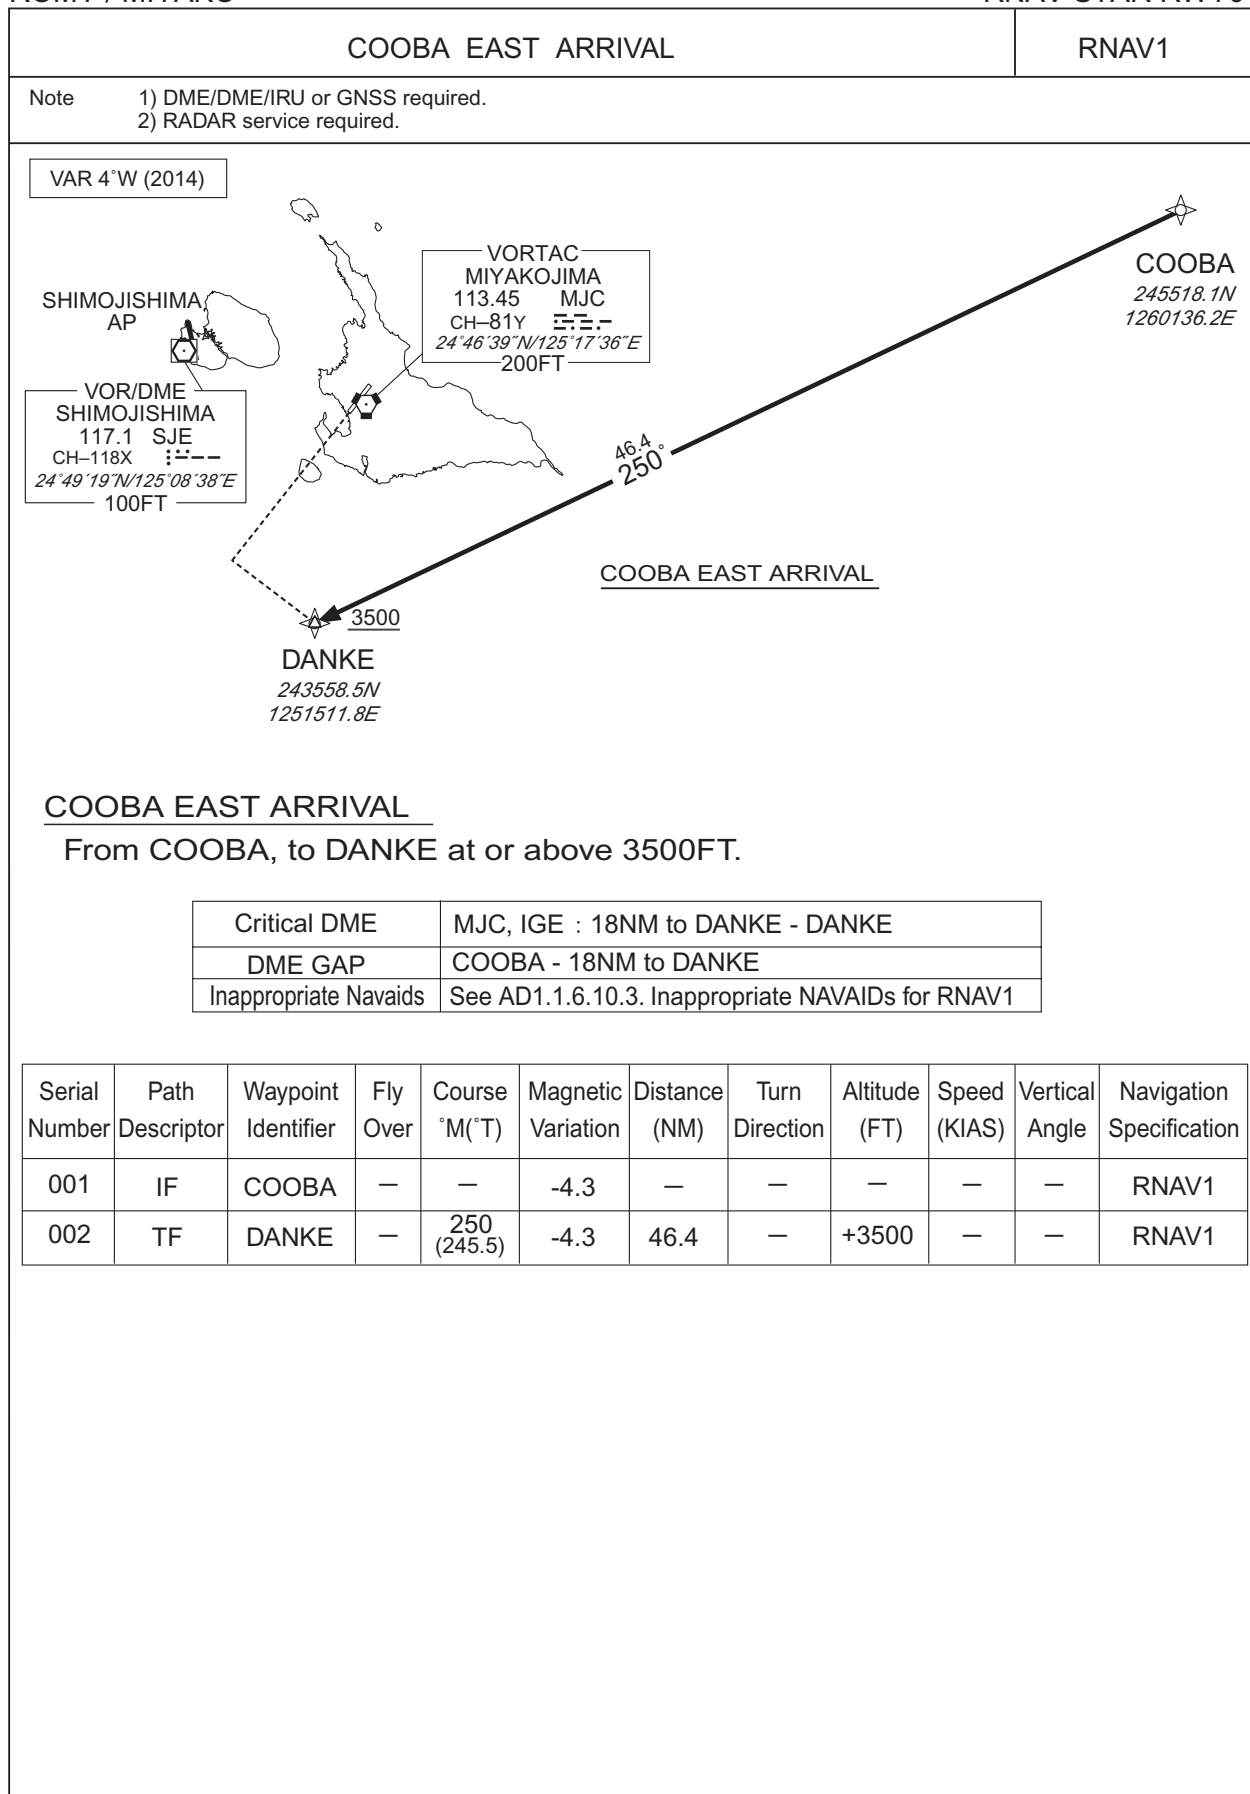 COOBA EAST ARRIVAL RNAV1
Note 1) DME/DME/IRU or GNSS required.
2) RADAR service required.
VAR 4°W (2014)
COOBA
245518.1N
1260136.2E
VORTAC
MIYAKOJIMA
113.45 MJC
CH–81Y
24°46´39˝N/125°17´36˝E
200FT
SHIMOJISHIMA
AP
VOR/DME
SHIMOJISHIMA
117.1 SJE
CH–118X
24°49´19˝N/125°08´38˝E
100FT
46.4
250°
COOBA EAST ARRIVAL
3500
DANKE
243558.5N
1251511.8E
COOBA EAST ARRIVAL
From COOBA, to DANKE at or above 3500FT.
Critical DME MJC, IGE : 18NM to DANKE - DANKE
DME GAP COOBA - 18NM to DANKE
Inappropriate Navaids See AD1.1.6.10.3. Inappropriate NAVAIDs for RNAV1
Serial Path Waypoint Fly Course Magnetic Distance Turn Altitude Speed Vertical Navigation
Number Descriptor Identifier Over °M(°T) Variation (NM) Direction (FT) (KIAS) Angle Specification
001 IF COOBA — — -4.3 — — — — — RNAV1
002 TF DANKE — 250 (245.5) -4.3 46.4 — +3500 — — RNAV1